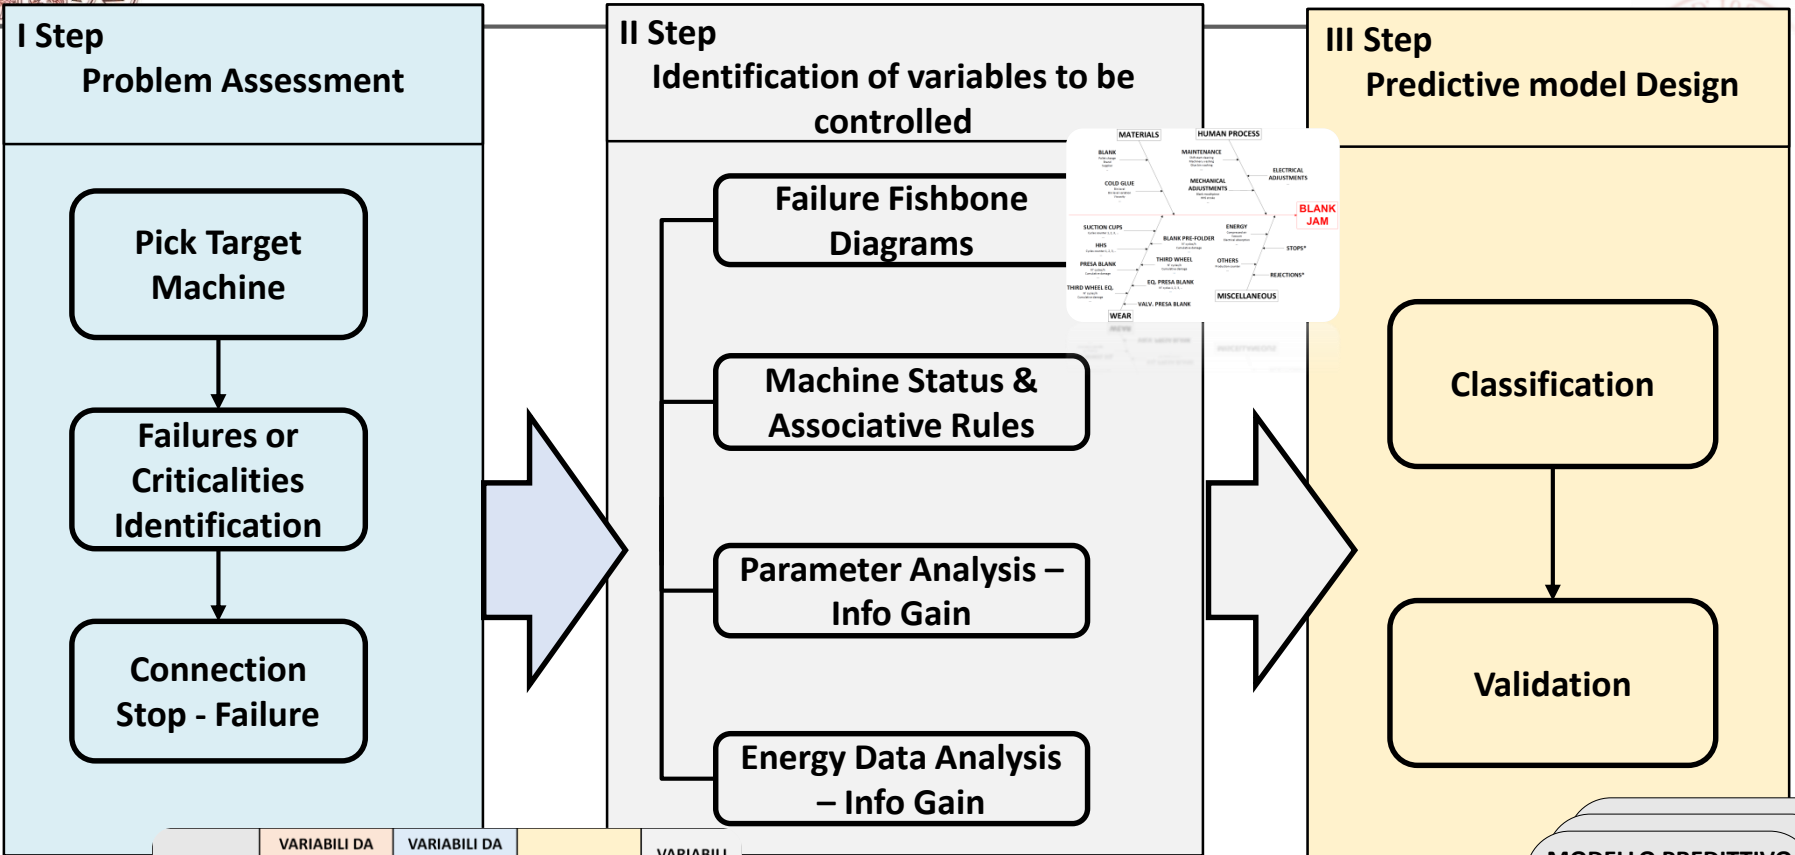 I Step
Problem Assessment
Pick Target
Machine
Failures or
Criticalities
Identification
Connection
Stop - Failure
II Step
Identification of variables to be
controlled
Failure Fishbone
Diagrams
Machine Status &
Associative Rules
Parameter Analysis –
Info Gain
Energy Data Analysis
– Info Gain
MATERIALS
HUMAN PROCESS
BLANK
MAINTENANCE
ELECTRICAL
ADJUSTMENTS
COLD GLUE
MECHANICAL
ADJUSTMENTS
BLANK
JAM
SUCTION CUPS
ENERGY
BLANK PRE-FOLDER
HHS
STOPS*
PRESA BLANK
THIRD WHEEL
OTHERS
REJECTIONS*
THIRD WHEEL EQ.
EQ. PRESA BLANK
MISCELLANEOUS
VALV. PRESA BLANK
WEAR
III Step
Predictive model Design
Classification
Validation
VARIABILI DA
VARIABILI DA
VARIABILI
MODELLO PREDITTIVO